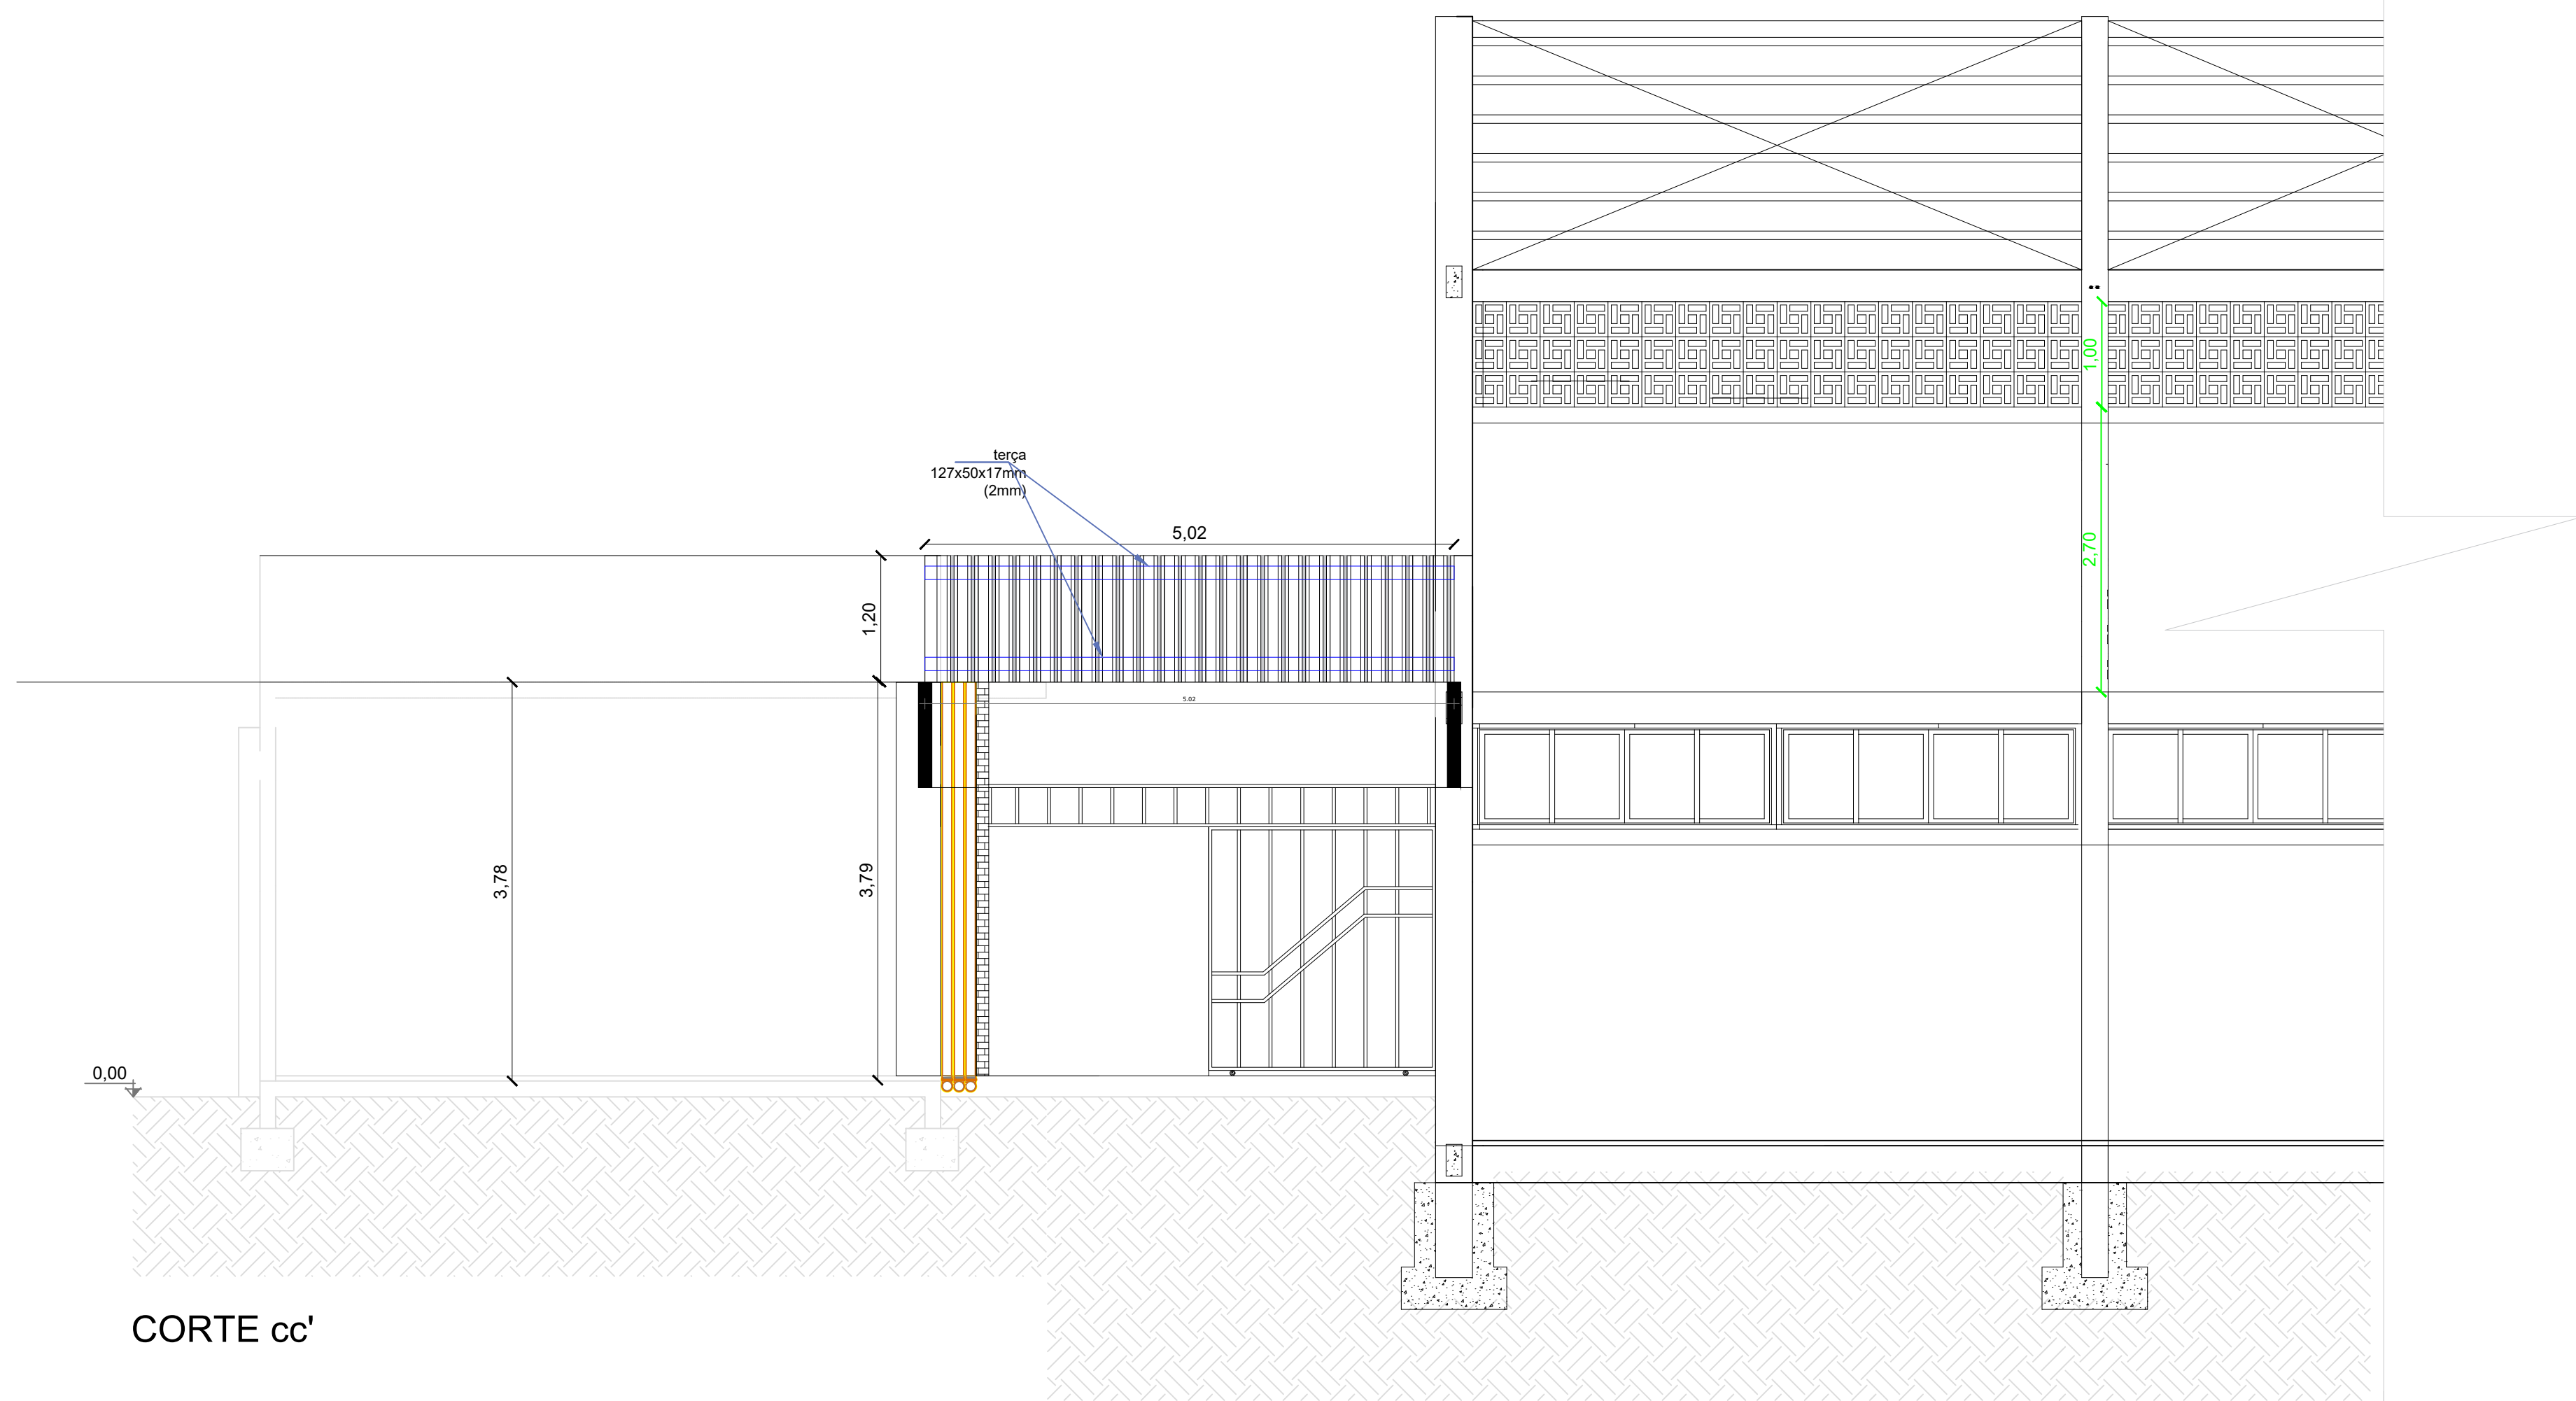 1,00
terça
127x50x17mm
(2mm)
5,02
2,70
1,20
5.02
3,78
3,79
0,00
CORTE cc'